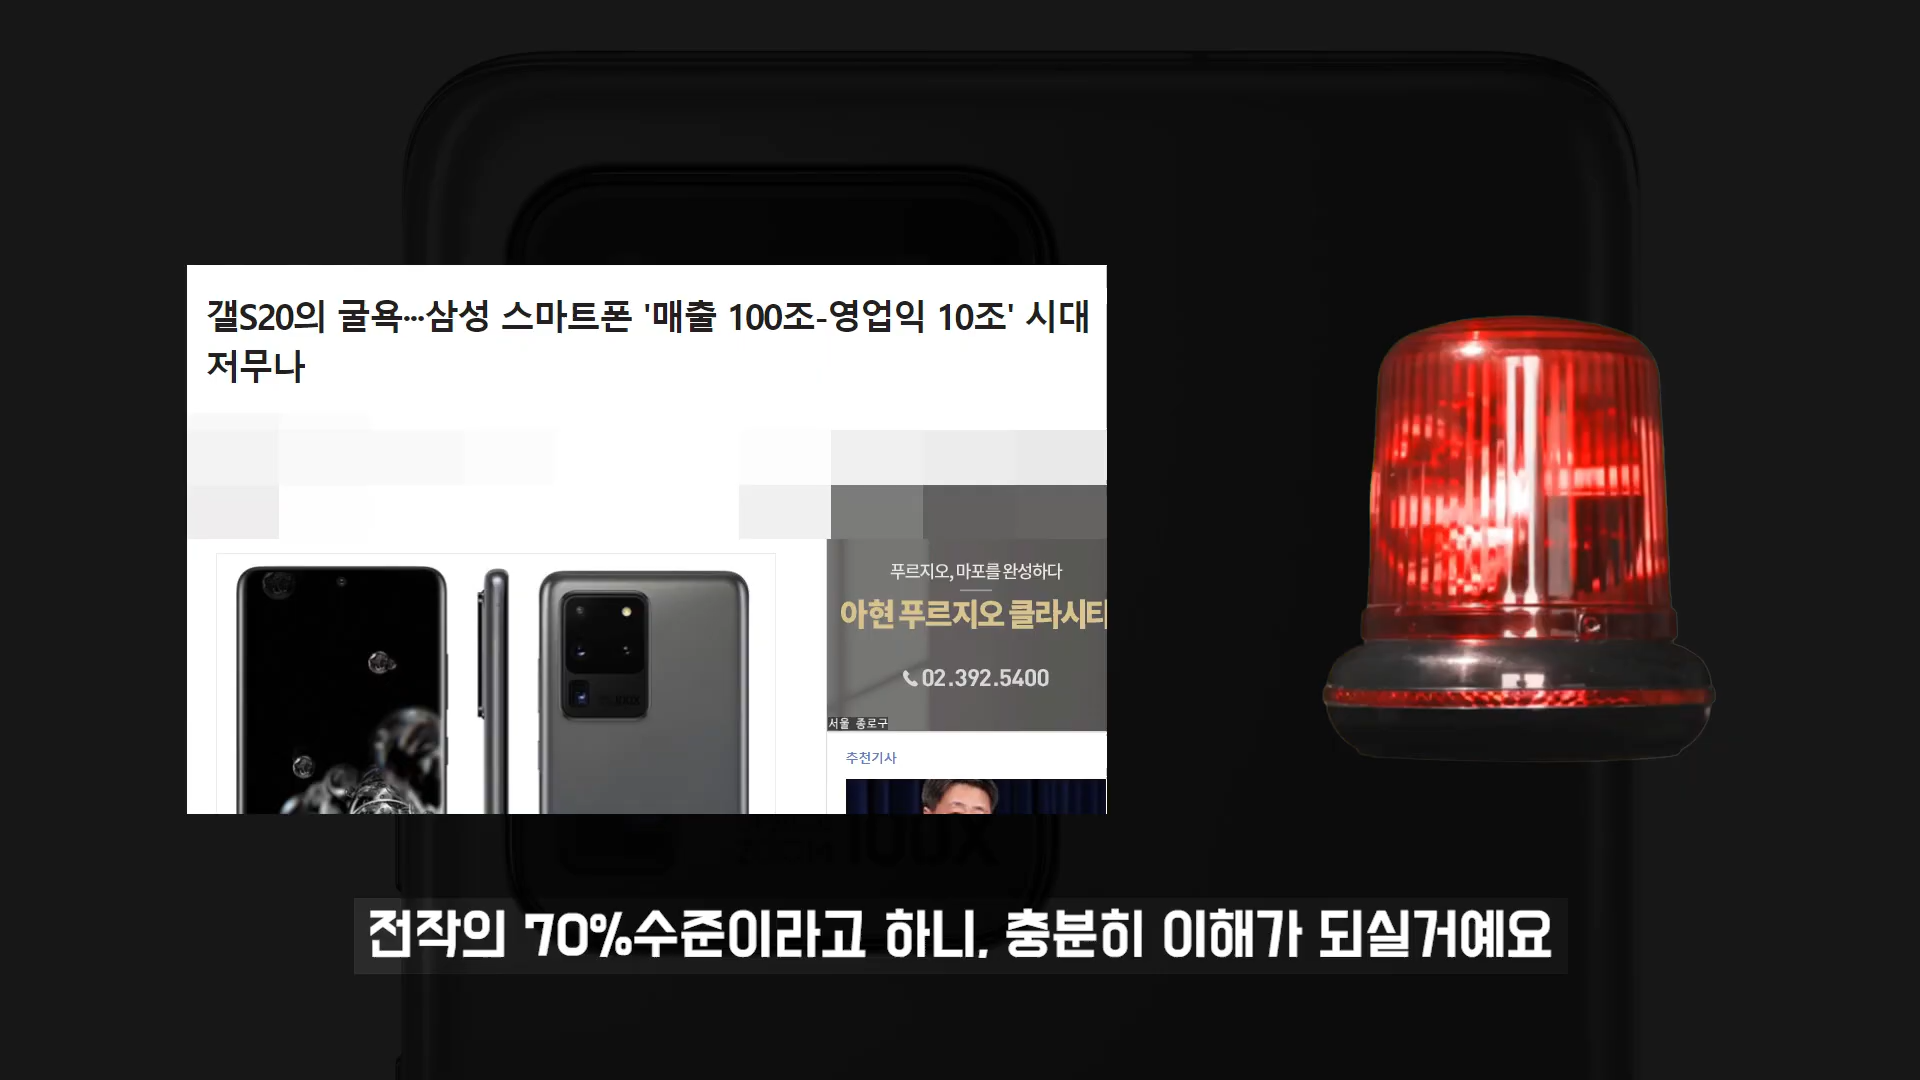 갤S20의 굴욕…삼성 스마트폰 '매출 100조-영업익 10조' 시대
저무나
푸르지오, 마포를 완성하다
아현 푸르지오 클라시티
02.392.5400
서울 종로구
추천기사
100X
전작의 70%수준이라고 하니, 충분히 이해가 되실거예요